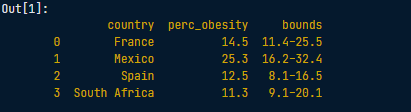 Out[1]:
country perc_obesity bounds
0 France 14.5 11.4-25.5
1 Mexico 25.3 16.2-32.4
2 Spain 12.5 8.1-16.5
3 South Africa 11.3 9.1-20.1